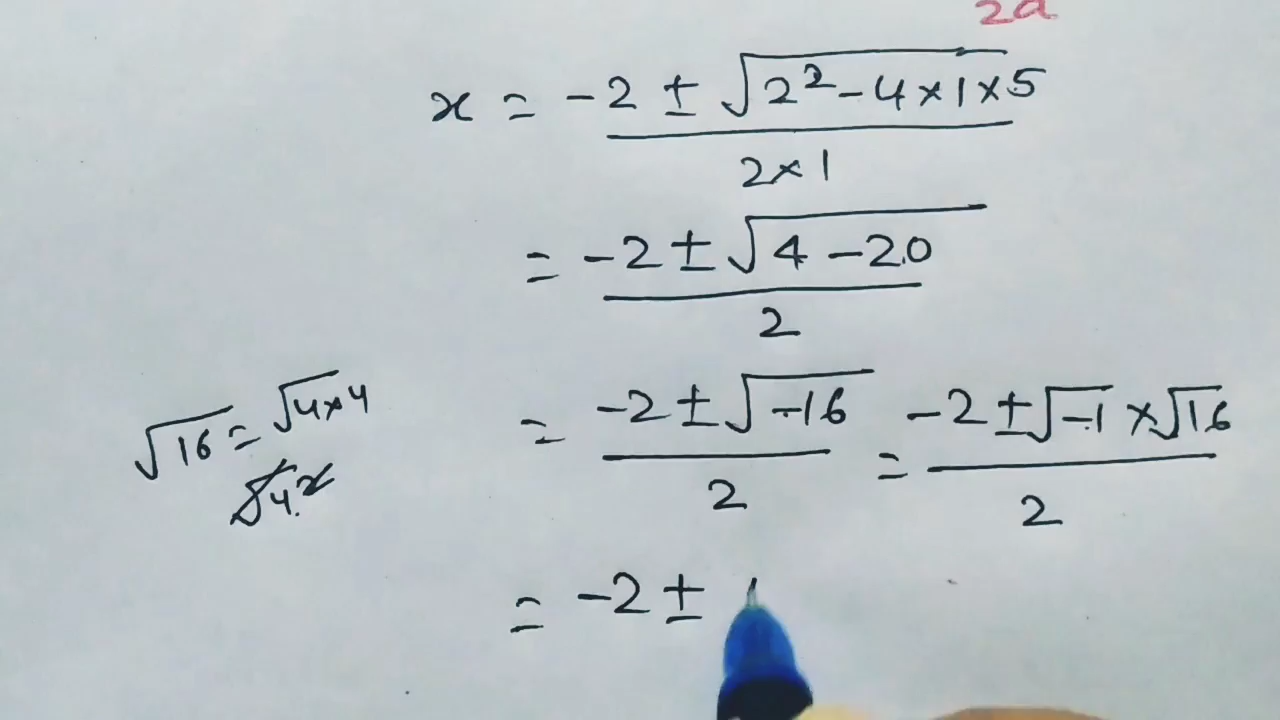 2a
x = -2 ± √2² - 4×1×5
2×1
= -2 ± √4 - 20
2
√16 = √4×4
√4²
= -2 ± √-16 = -2 ± √-1 × √16
2 2
= -2 ±